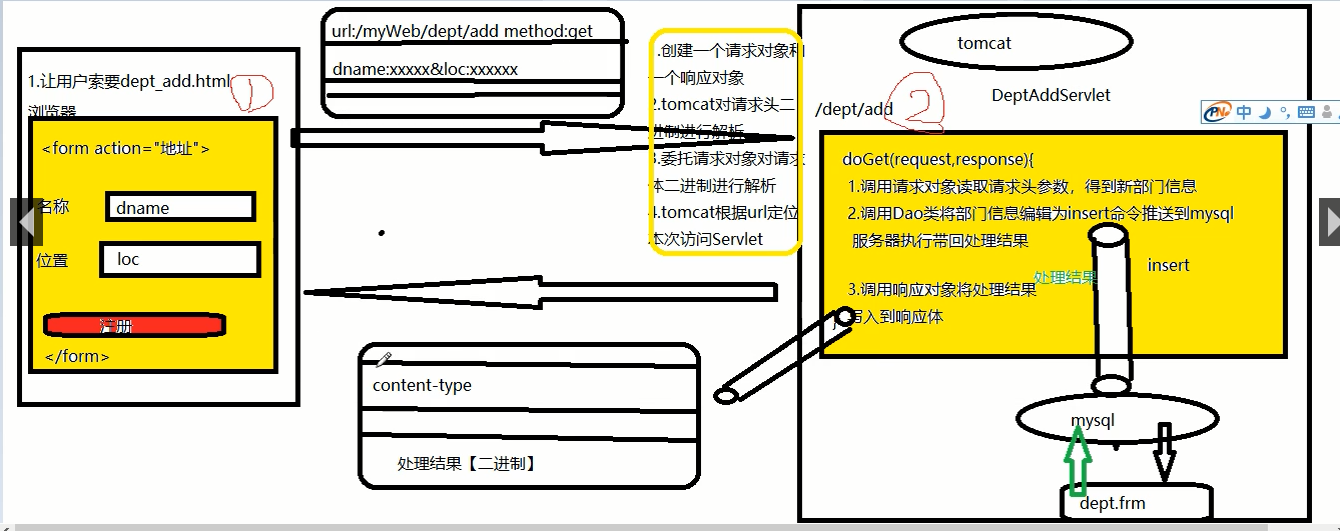 1.让用户索要dept_add.html
浏览器
1
<form action="地址">
名称
dname
位置
loc
注册
</form>
url:/myWeb/dept/add method:get
dname:xxxxx&loc:xxxxxx
.创建一个请求对象和
一个响应对象
2.tomcat对请求头二
进制进行解析
3.委托请求对象对请求
体二进制进行解析
4.tomcat根据url定位
本次访问Servlet
content-type
处理结果【二进制】
tomcat
DeptAddServlet
/dept/add
2
中
doGet(request,response){
1.调用请求对象读取请求头参数，得到新部门信息
2.调用Dao类将部门信息编辑为insert命令推送到mysql
服务器执行带回处理结果
处理结果
insert
3.调用响应对象将处理结果
写入到响应体
}
mysql
dept.frm